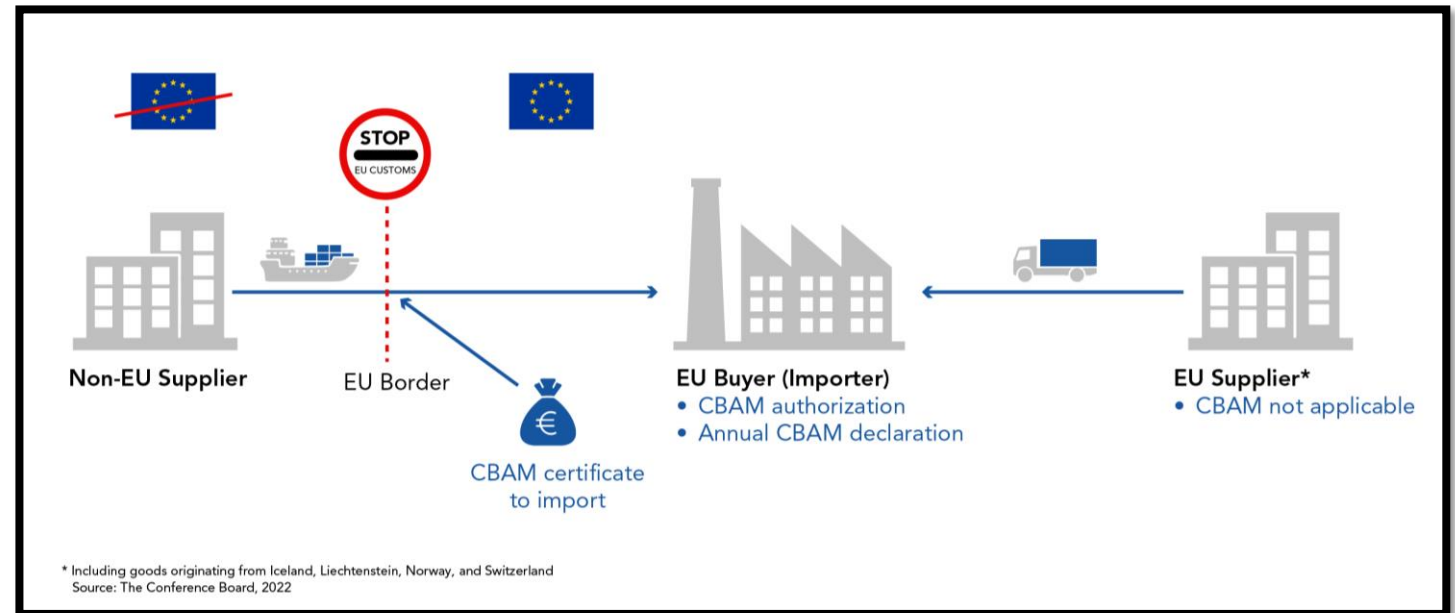 STOP
EU CUSTOMS
Non-EU Supplier
EU Border
CBAM certificate
to import
€
EU Buyer (Importer)
• CBAM authorization
• Annual CBAM declaration
EU Supplier*
• CBAM not applicable
* Including goods originating from Iceland, Liechtenstein, Norway, and Switzerland
Source: The Conference Board, 2022